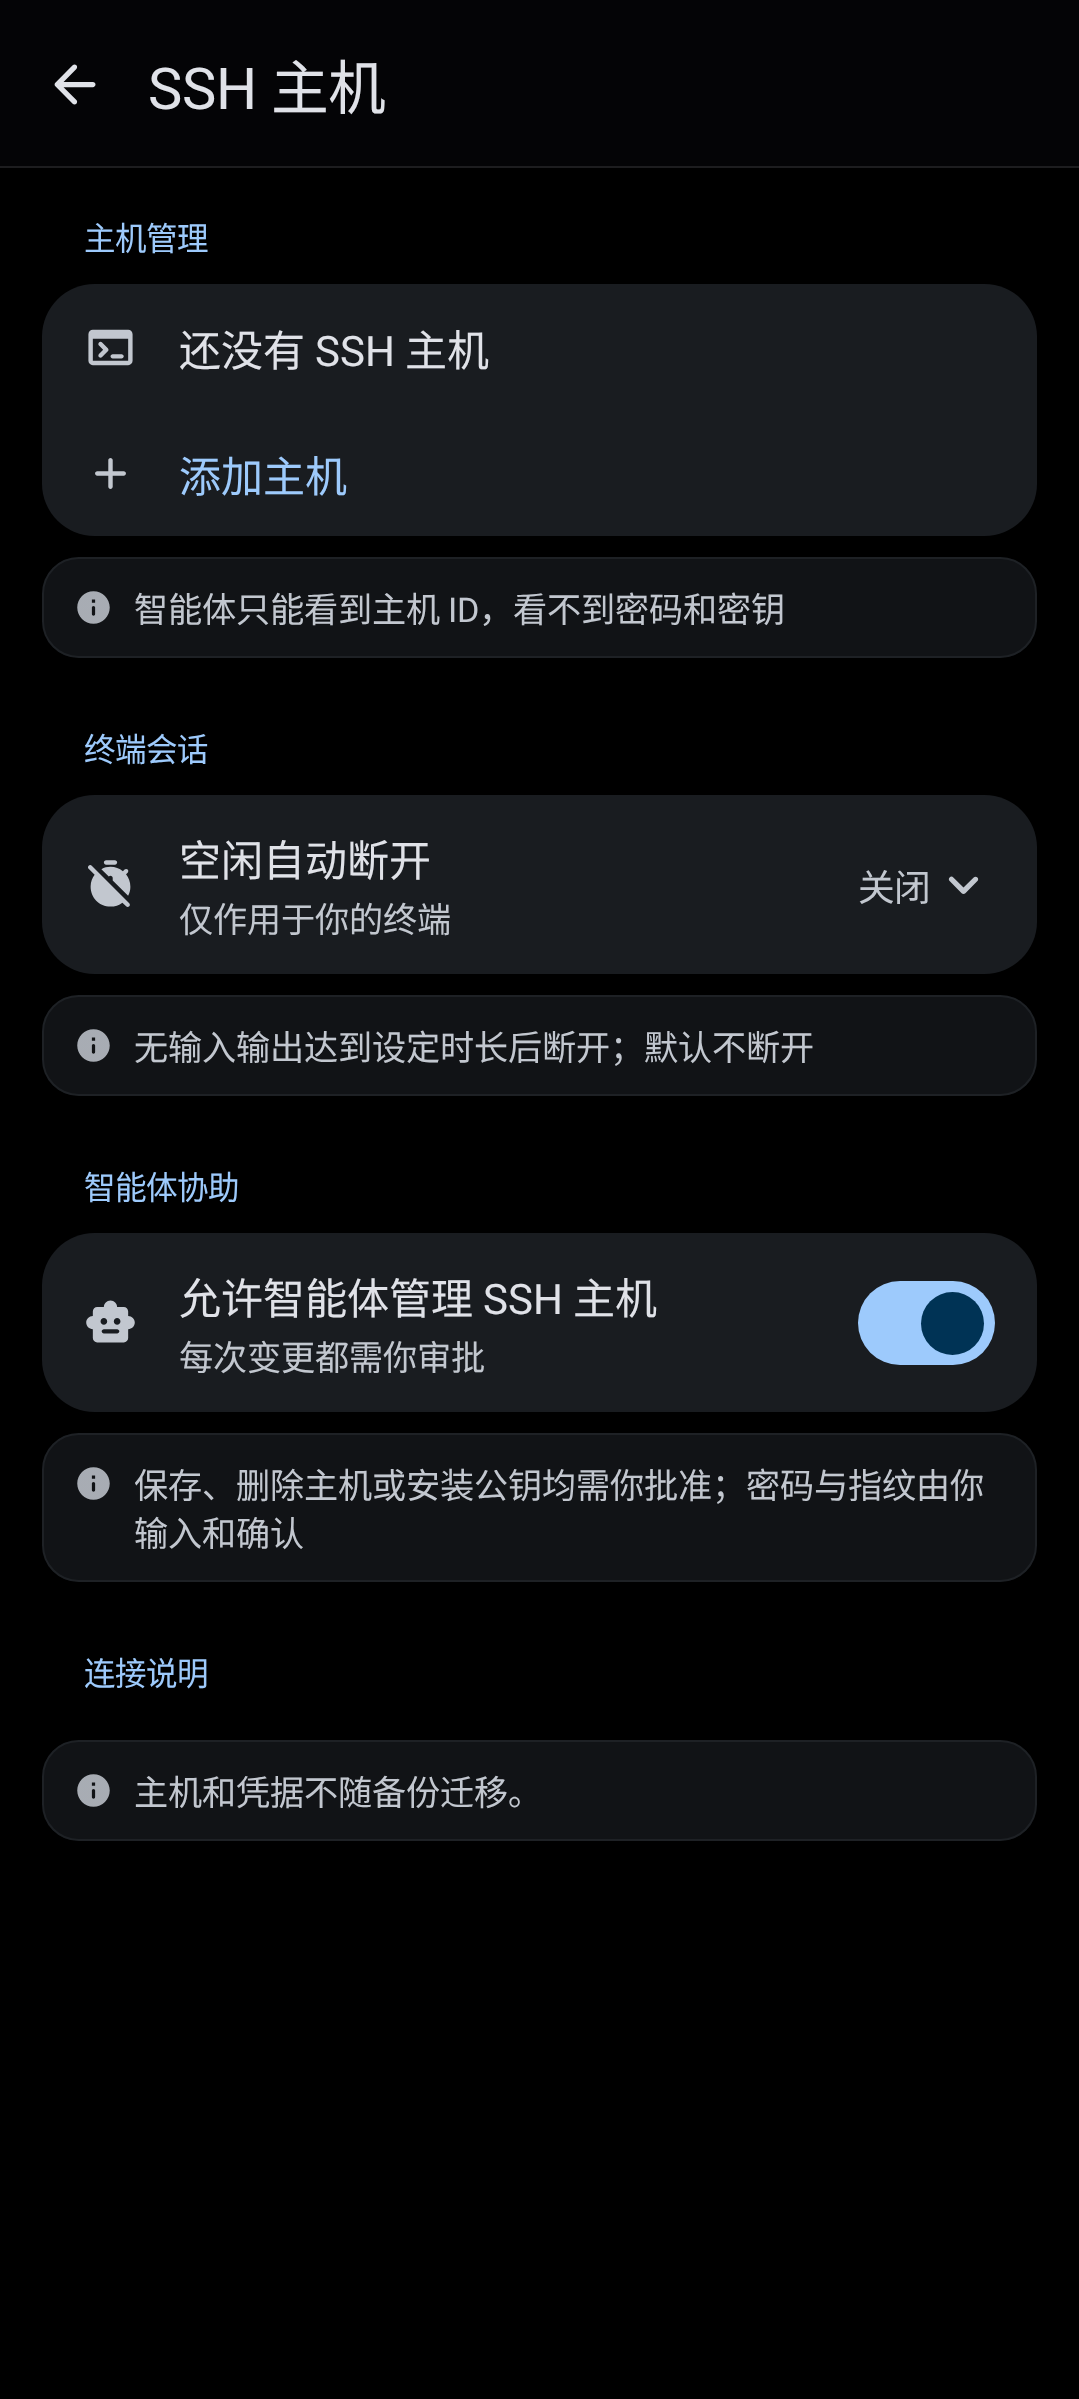 SSH 主机
主机管理
还没有 SSH 主机
添加主机
智能体只能看到主机 ID，看不到密码和密钥
终端会话
空闲自动断开
仅作用于你的终端
关闭
无输入输出达到设定时长后断开；默认不断开
智能体协助
允许智能体管理 SSH 主机
每次变更都需你审批
保存、删除主机或安装公钥均需你批准；密码与指纹由你
输入和确认
连接说明
主机和凭据不随备份迁移。